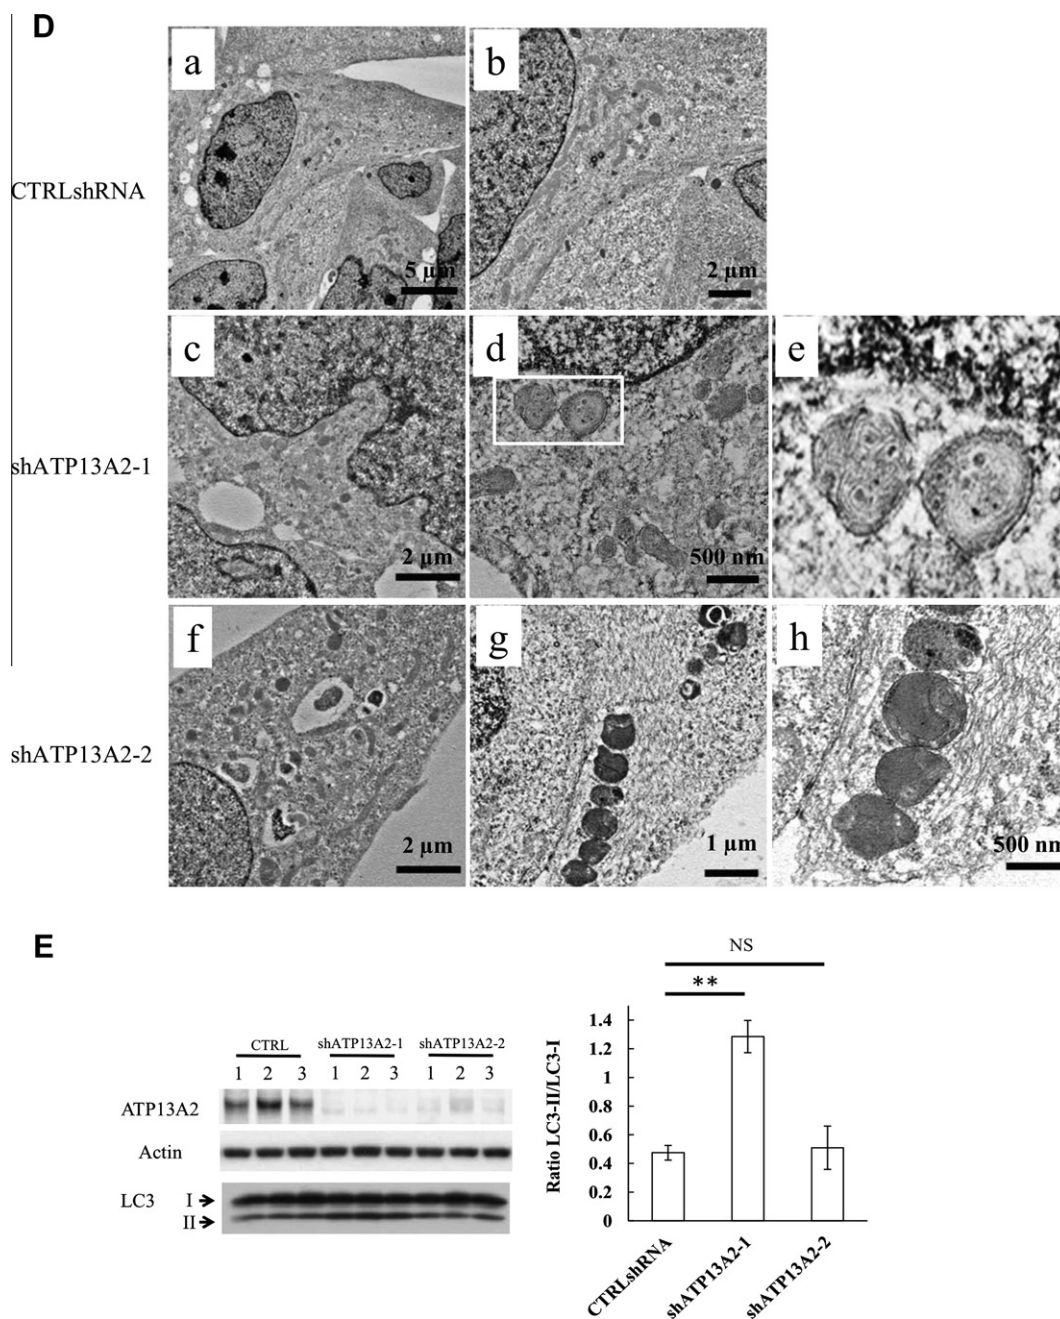 D
a
b
CTRLshRNA
5 µm
2 µm
c
d
e
shATP13A2-1
2 µm
500 nm
f
g
h
shATP13A2-2
2 µm
1 µm
500 nm
E
NS
**
CTRL shATP13A2-1 shATP13A2-2
1 2 3 1 2 3 1 2 3
ATP13A2
Actin
LC3 I
II
Ratio LC3-II/LC3-I
1.4
1.2
1
0.8
0.6
0.4
0.2
0
CTRLshRNA
shATP13A2-1
shATP13A2-2